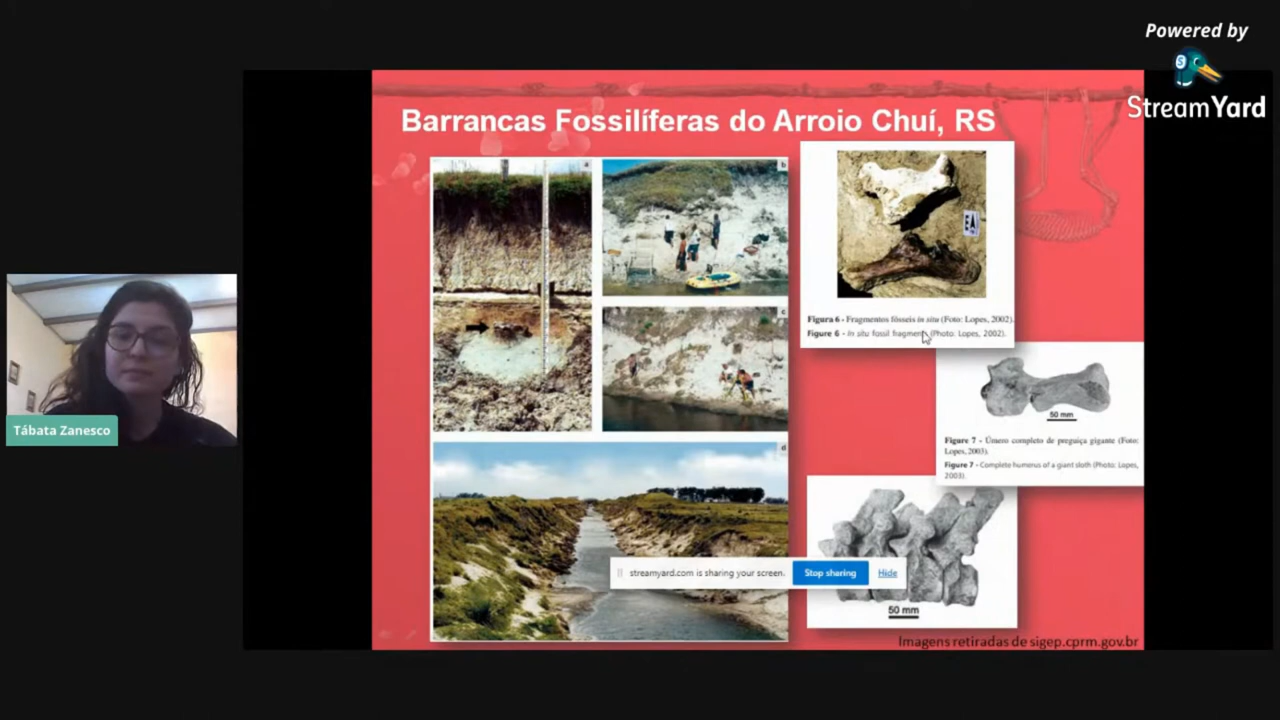 Powered by
StreamYard
Barrancas Fossilíferas do Arroio Chuí, RS
a
b
c
d
EA
Figura 6 - Fragmentos fósseis in situ (Foto: Lopes, 2002).
Figure 6 - In situ fossil fragments (Photo: Lopes, 2002).
50 mm
Figure 7 - Úmero completo de preguiça gigante (Foto:
Lopes, 2003).
Figure 7 - Complete humerus of a giant sloth (Photo: Lopes,
2003).
Tábata Zanesco
streamyard.com is sharing your screen.
Stop sharing
Hide
50 mm
Imagens retiradas de sigep.cprm.gov.br